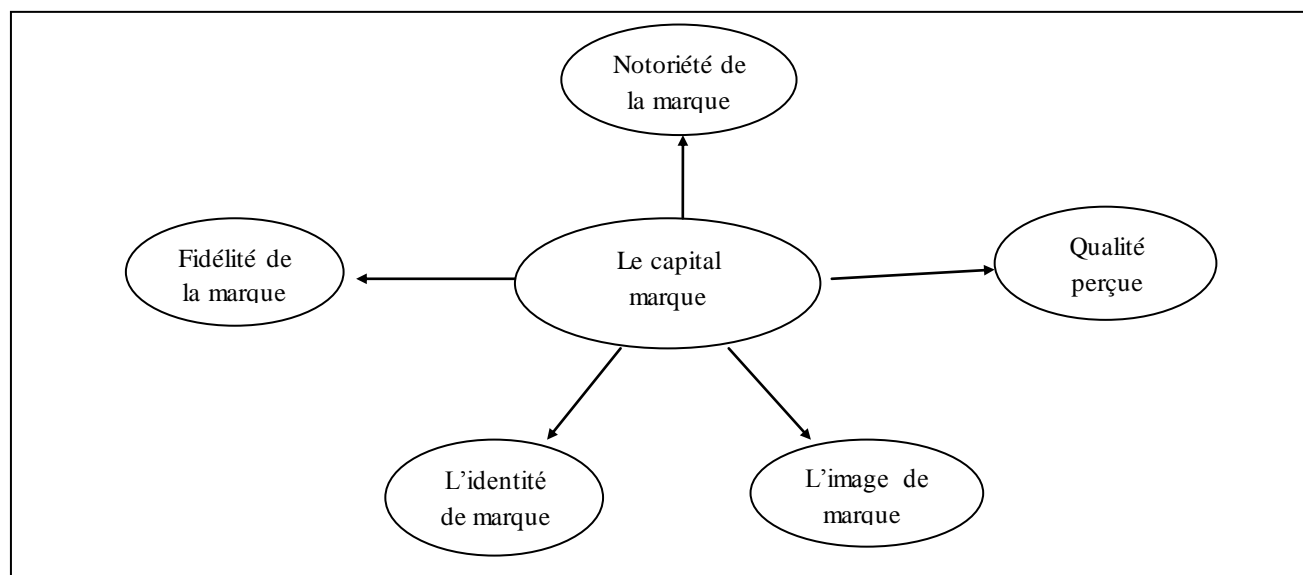 Notoriété de
la marque
Fidélité de
la marque
Le capital
marque
Qualité
perçue
L’identité
de marque
L’image de
marque